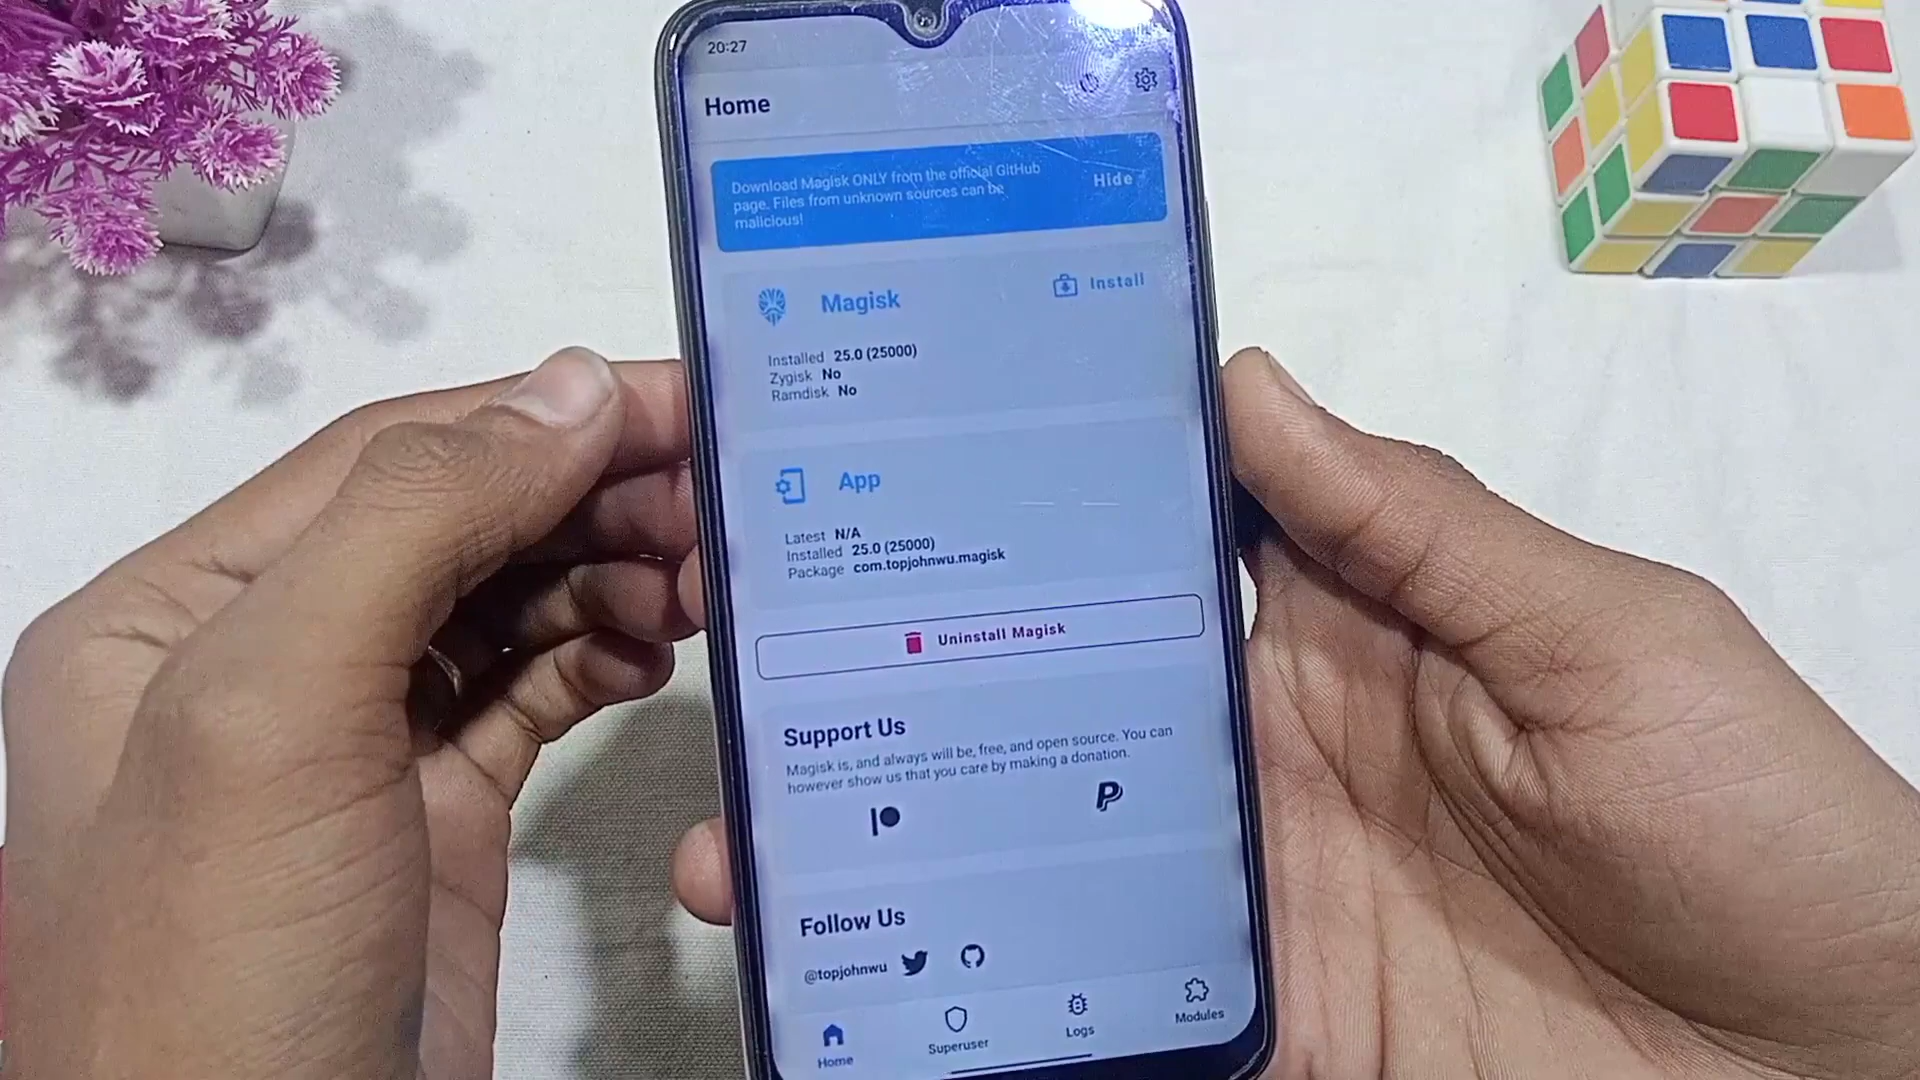 20:27
Home
Download Magisk ONLY from the official GitHub
page. Files from unknown sources can be
malicious!
Hide
Magisk
Install
Installed 25.0 (25000)
Zygisk No
Ramdisk No
App
Latest N/A
Installed 25.0 (25000)
Package com.topjohnwu.magisk
Uninstall Magisk
Support Us
Magisk is, and always will be, free, and open source. You can
however show us that you care by making a donation.
Follow Us
@topjohnwu
Home
Superuser
Logs
Modules